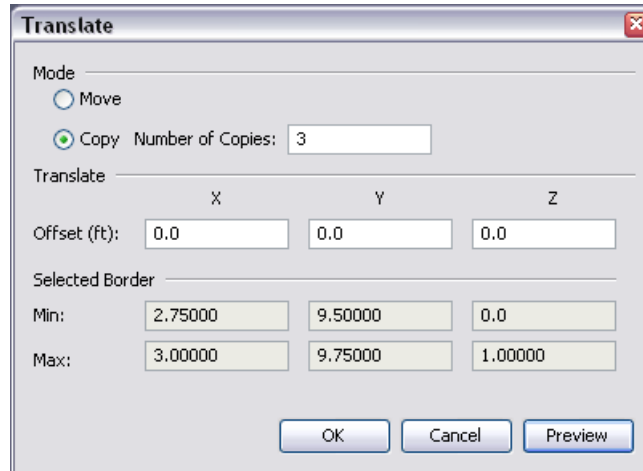 Translate
Mode
Move
Copy Number of Copies: 3
Translate
X Y Z
Offset (ft): 0.0 0.0 0.0
Selected Border
Min: 2.75000 9.50000 0.0
Max: 3.00000 9.75000 1.00000
OK Cancel Preview